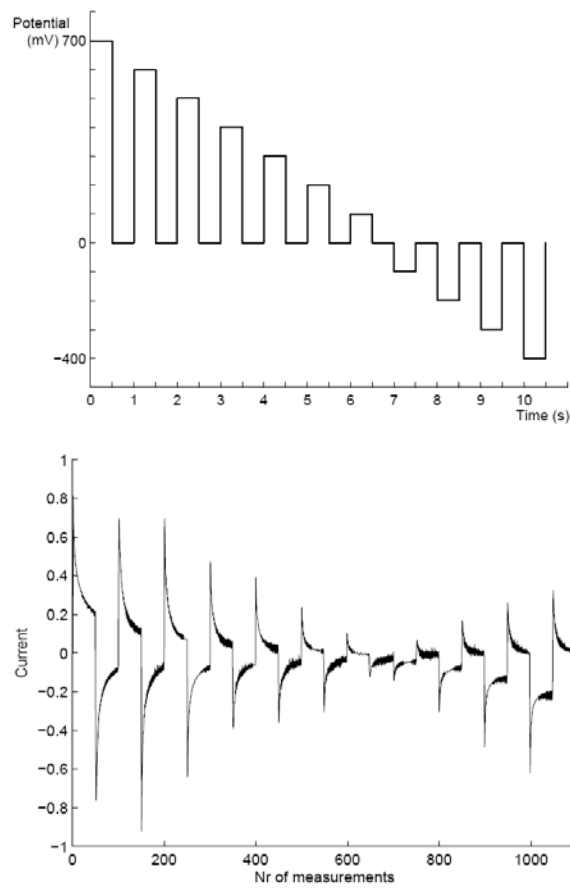 Potential
(mV) 700
0
−400
0 1 2 3 4 5 6 7 8 9 10
Time (s)
1
0.8
0.6
0.4
0.2
0
−0.2
−0.4
−0.6
−0.8
−1
Current
0 200 400 600 800 1000
Nr of measurements